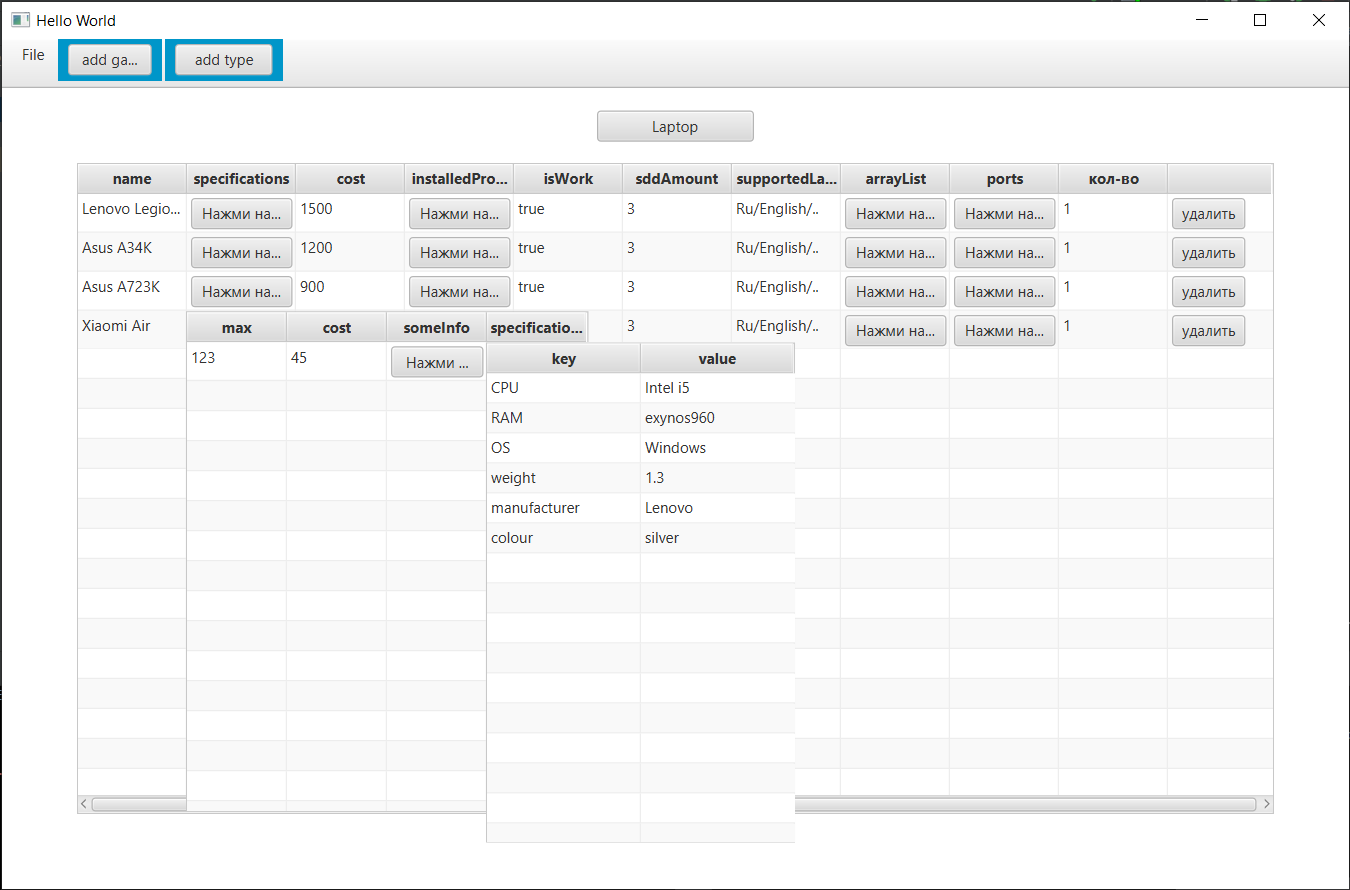 Hello World
File add ga... add type
Laptop
name specifications cost installedPro... isWork sddAmount supportedLa... arrayList ports кол-во
Lenovo Legio... Нажми на... 1500 Нажми на... true 3 Ru/English/.. Нажми на... Нажми на... 1 удалить
Asus A34K Нажми на... 1200 Нажми на... true 3 Ru/English/.. Нажми на... Нажми на... 1 удалить
Asus A723K Нажми на... 900 Нажми на... true 3 Ru/English/.. Нажми на... Нажми на... 1 удалить
Xiaomi Air max cost someInfo specificatio... 3 Ru/English/.. Нажми на... Нажми на... 1 удалить
123 45 Нажми ... key value
CPU Intel i5
RAM exynos960
OS Windows
weight 1.3
manufacturer Lenovo
colour silver